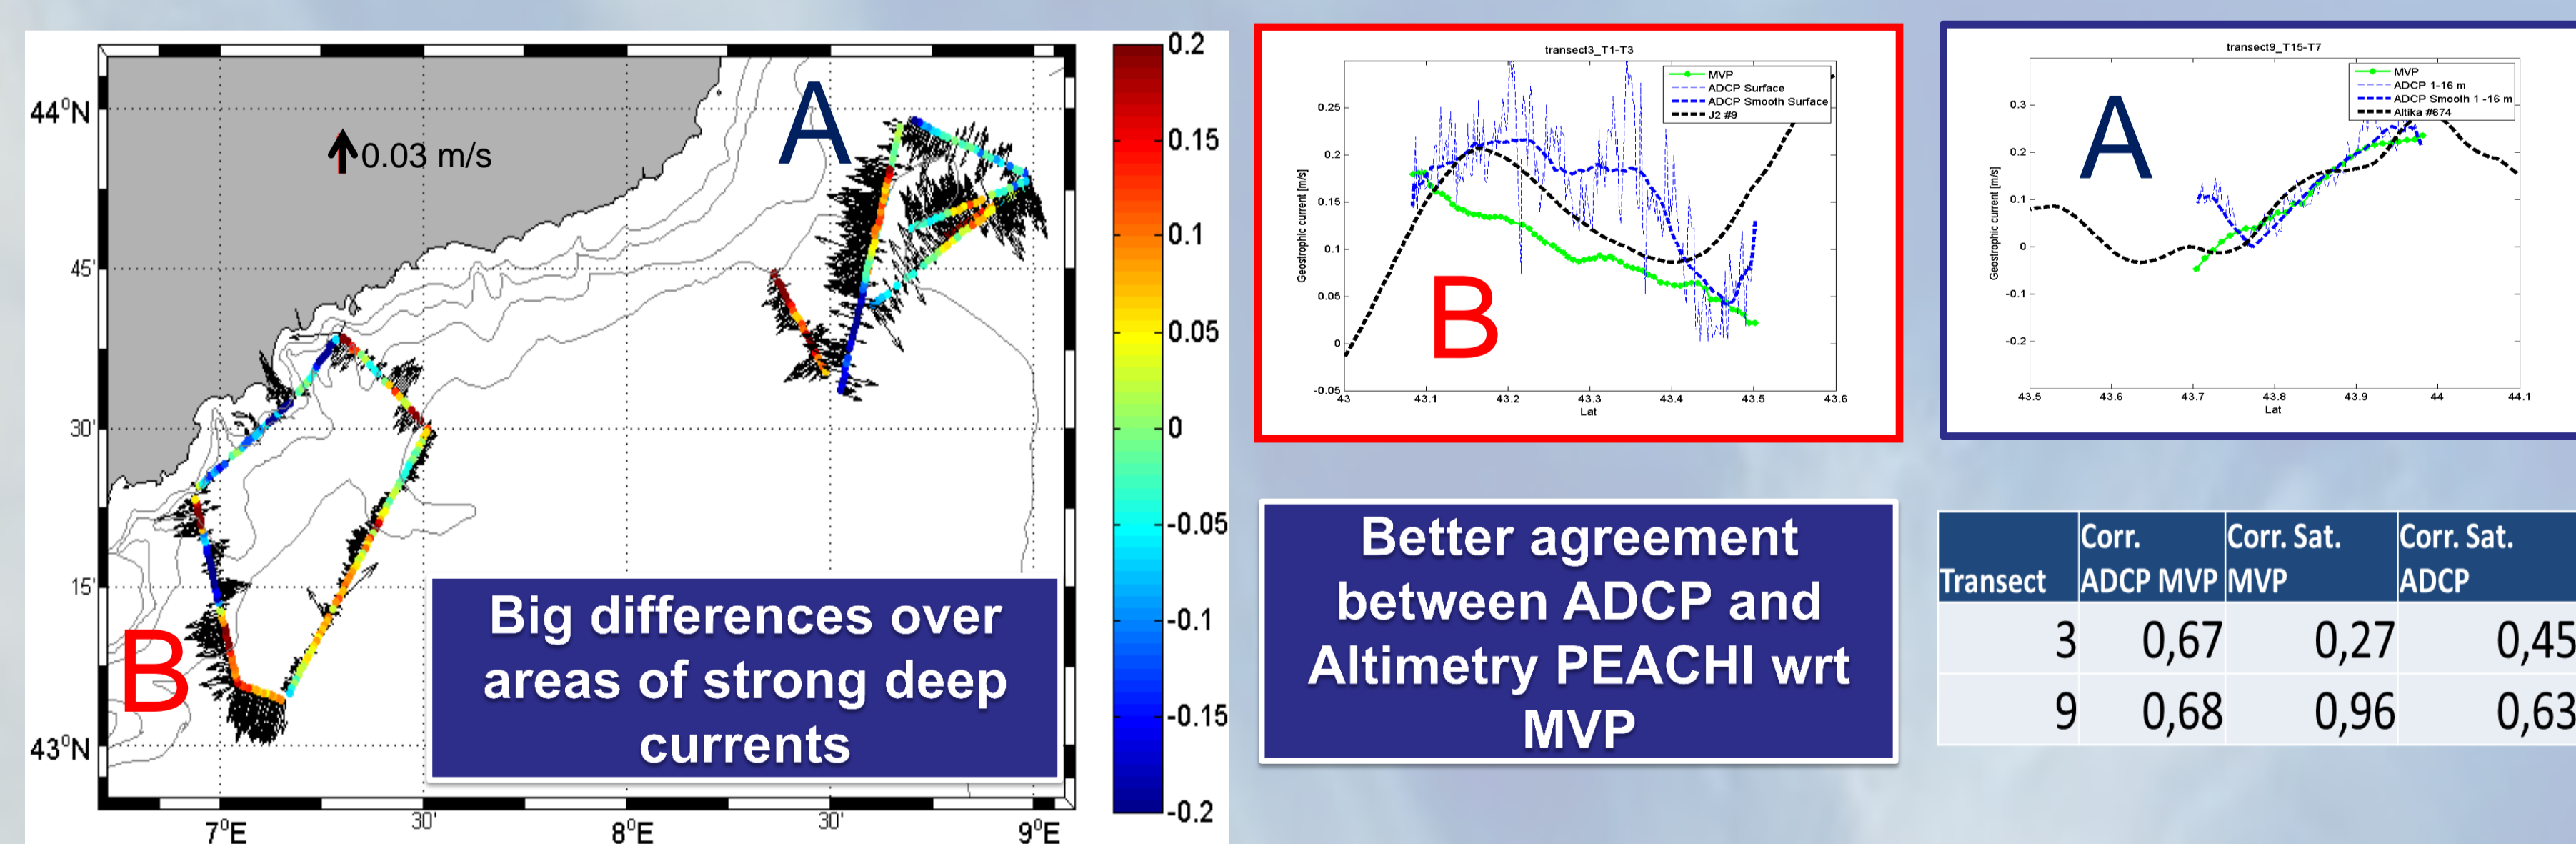 44°N
45'
30'
15'
43°N
7°E
30'
8°E
30'
9°E
0.03 m/s
A
B
Big differences over
areas of strong deep
currents
0.2
0.15
0.1
0.05
0
-0.05
-0.1
-0.15
-0.2
transect3_T1-T3
MVP
ADCP Surface
ADCP Smooth Surface
J2 #9
Geostrophic current [m/s]
0.25
0.2
0.15
0.1
0.05
0
-0.05
43 43.1 43.2 43.3 43.4 43.5 43.6
Lat
B
transect9_T15-T7
MVP
ADCP 1-16 m
ADCP Smooth 1 -16 m
Altika #674
Geostrophic current [m/s]
0.3
0.2
0.1
0
-0.1
-0.2
43.5 43.6 43.7 43.8 43.9 44 44.1
Lat
A
Better agreement
between ADCP and
Altimetry PEACHI wrt
MVP
Transect Corr. ADCP MVP Corr. Sat. MVP Corr. Sat. ADCP
3 0,67 0,27 0,45
9 0,68 0,96 0,63